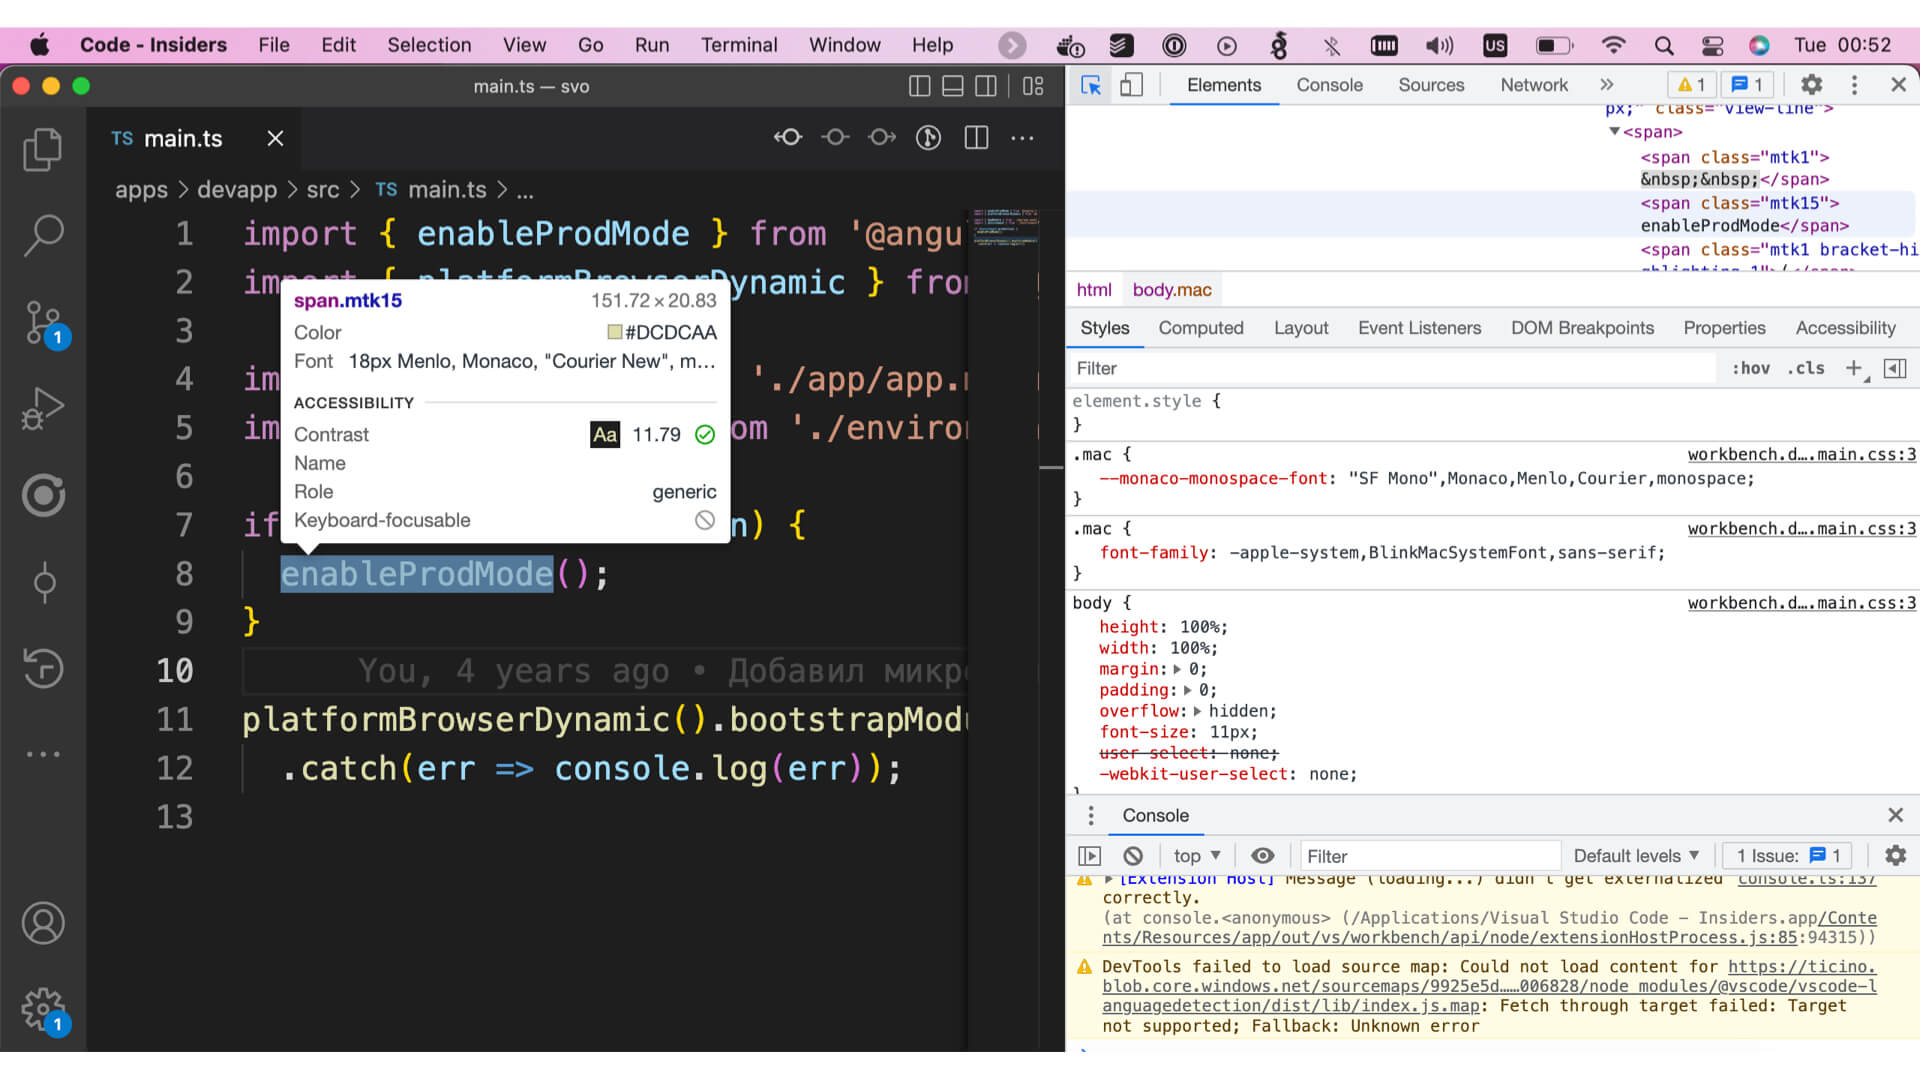 Code - Insiders File Edit Selection View Go Run Terminal Window Help US Tue 00:52
main.ts — svo
TS main.ts
apps > devapp > src > TS main.ts > ...
1 import { enableProdMode } from '@angu
2 im { platformBrowserDynamic } from
3
4 im './app/app.
5 im om './enviro
6
7 if n) {
8 enableProdMode();
9 }
10 You, 4 years ago • Добавил микр
11 platformBrowserDynamic().bootstrapModu
12 .catch(err => console.log(err));
13
1
1
span.mtk15 151.72 × 20.83
Color #DCDCAA
Font 18px Menlo, Monaco, "Courier New", m...
ACCESSIBILITY
Contrast Aa 11.79
Name
Role generic
Keyboard-focusable
Elements Console Sources Network » 1 1
px;" class="view-line">
<span>
<span class="mtk1">
&nbsp;&nbsp;</span>
<span class="mtk15">
enableProdMode</span>
<span class="mtk1 bracket-hi
ghlighting-1">(</span>
html body.mac
Styles Computed Layout Event Listeners DOM Breakpoints Properties Accessibility
Filter :hov .cls +
element.style {
}
.mac { workbench.d….main.css:3
--monaco-monospace-font: "SF Mono",Monaco,Menlo,Courier,monospace;
}
.mac { workbench.d….main.css:3
font-family: -apple-system,BlinkMacSystemFont,sans-serif;
}
body { workbench.d….main.css:3
height: 100%;
width: 100%;
margin: 0;
padding: 0;
overflow: hidden;
font-size: 11px;
user-select: none;
-webkit-user-select: none;
}
Console
top Filter Default levels 1 Issue: 1
[Extension Host] Message (loading...) didn't get externalized console.ts:137
correctly.
(at console.<anonymous> (/Applications/Visual Studio Code - Insiders.app/Conte
nts/Resources/app/out/vs/workbench/api/node/extensionHostProcess.js:85:94315))
DevTools failed to load source map: Could not load content for https://ticino.
blob.core.windows.net/sourcemaps/9925e5d……006828/node_modules/@vscode/vscode-l
anguagedetection/dist/lib/index.js.map: Fetch through target failed: Target
not supported; Fallback: Unknown error